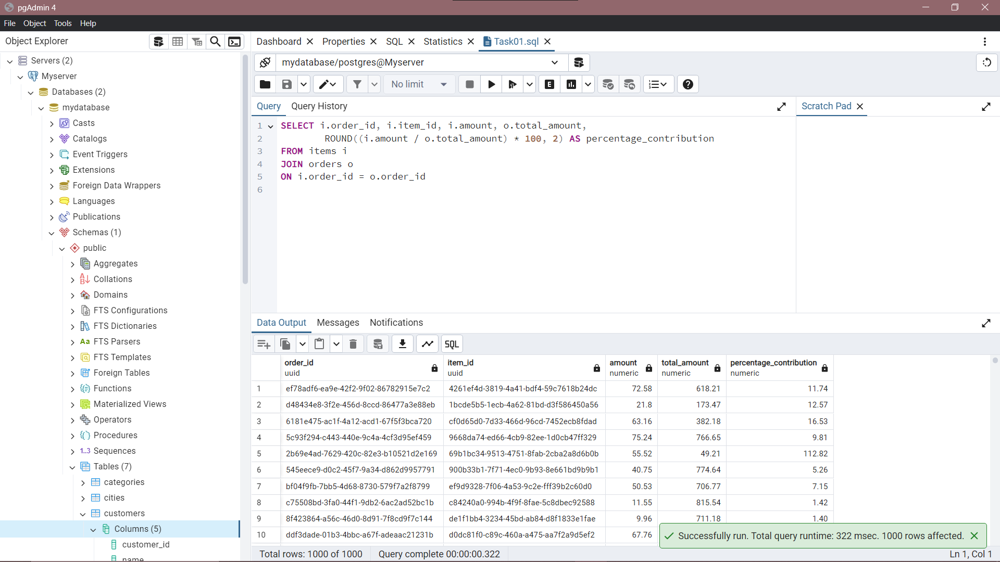 pgAdmin 4
File Object Tools Help
Object Explorer
Servers (2)
Myserver
Databases (2)
mydatabase
Casts
Catalogs
Event Triggers
Extensions
Foreign Data Wrappers
Languages
Publications
Schemas (1)
public
Aggregates
Collations
Domains
FTS Configurations
FTS Dictionaries
Aa FTS Parsers
FTS Templates
Foreign Tables
Functions
Materialized Views
Operators
Procedures
1..3 Sequences
Tables (7)
categories
cities
customers
Columns (5)
customer_id
name
Dashboard Properties SQL Statistics Task01.sql
mydatabase/postgres@Myserver
No limit E
Query Query History
Scratch Pad
1 SELECT i.order_id, i.item_id, i.amount, o.total_amount,
2 ROUND((i.amount / o.total_amount) * 100, 2) AS percentage_contribution
3 FROM items i
4 JOIN orders o
5 ON i.order_id = o.order_id
6
Data Output Messages Notifications
SQL
order_id item_id amount total_amount percentage_contribution
uuid uuid numeric numeric numeric
1 ef78adf6-ea9e-42f2-9f02-86782915e7c2 4261ef4d-3819-4a41-bdf4-59c7618b24dc 72.58 618.21 11.74
2 d48434e8-3f2e-456d-8ccd-86477a3e88eb 1bcde5b5-1ecb-4a62-81bd-d3f586450a56 21.8 173.47 12.57
3 6181e475-ac1f-4a12-acd1-67f5f3bca720 cf0d65d0-7d33-466d-96cd-7452ecb8fdad 63.16 382.18 16.53
4 5c93f294-c443-440e-9c4a-4cf3d95ef459 9668da74-ed66-4cb9-82ee-1d0cb47ff329 75.24 766.65 9.81
5 2b69e4ad-7629-420c-82e3-b10521d2e169 69b1bc34-9513-4751-8fab-2cba2a8d6b0b 55.52 49.21 112.82
6 545eece9-d0c2-45f7-9a34-d862d9957791 900b33b1-7f71-4ec0-9b93-8e661bd9b9b1 40.75 774.64 5.26
7 bf04f9fb-7bb5-4d68-8730-579f7a2f8799 ef9d9328-7f06-4a53-9c2e-fff39b2c60d0 50.53 706.77 7.15
8 c75508bd-3fa0-44f1-9db2-6ac2ad52bc1b c84240a0-994b-4f9f-8fae-5c8dbec92588 11.55 815.54 1.42
9 8f423864-a56c-46d0-8d91-7f8cd9f7c144 de1f1bb4-3234-45bd-ab84-d8f1833e1fae 9.96 711.18 1.40
10 ddf3dade-01b3-4bbc-a67f-adeaac21231b d0dc81f0-c89c-460a-a475-aa7f2a9d5ef2 67.76
Successfully run. Total query runtime: 322 msec. 1000 rows affected.
Total rows: 1000 of 1000 Query complete 00:00:00.322 Ln 1, Col 1